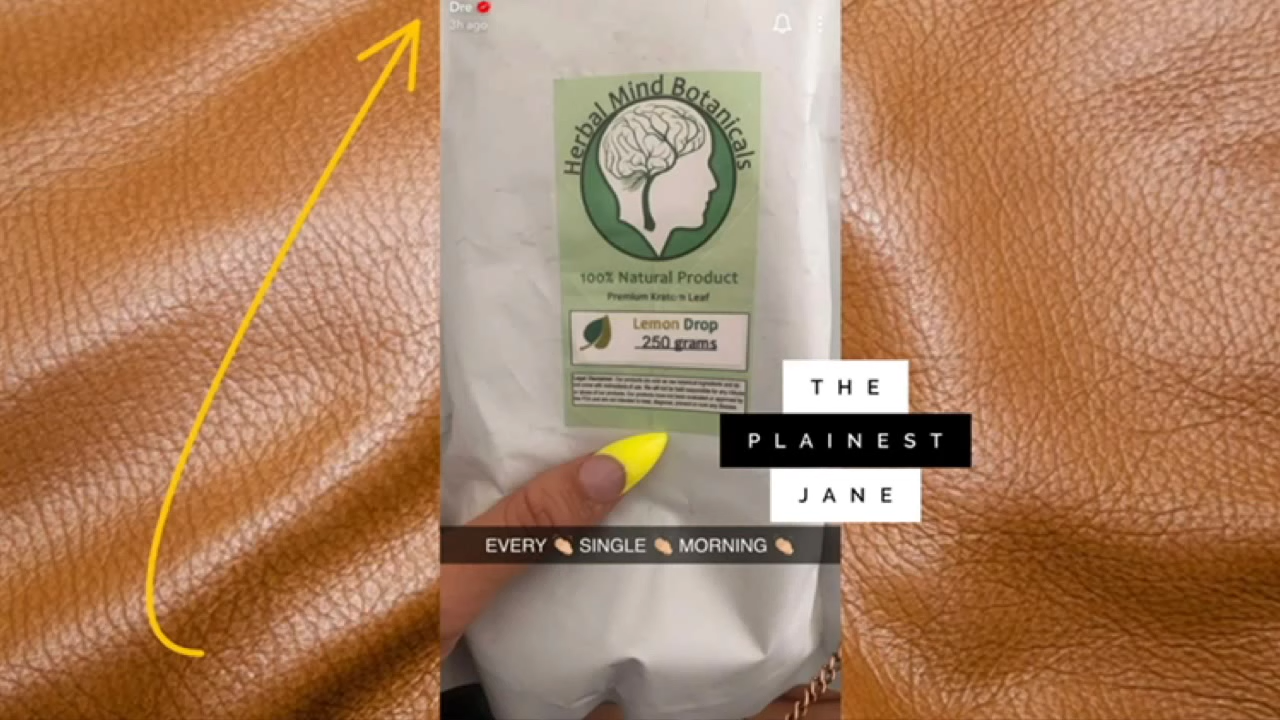 Dre
3h ago
Herbal Mind Botanicals
100% Natural Product
Premium Kratom Leaf
Lemon Drop
250 grams
THE
PLAINEST
JANE
EVERY 👏🏼 SINGLE 👏🏼 MORNING 👏🏼